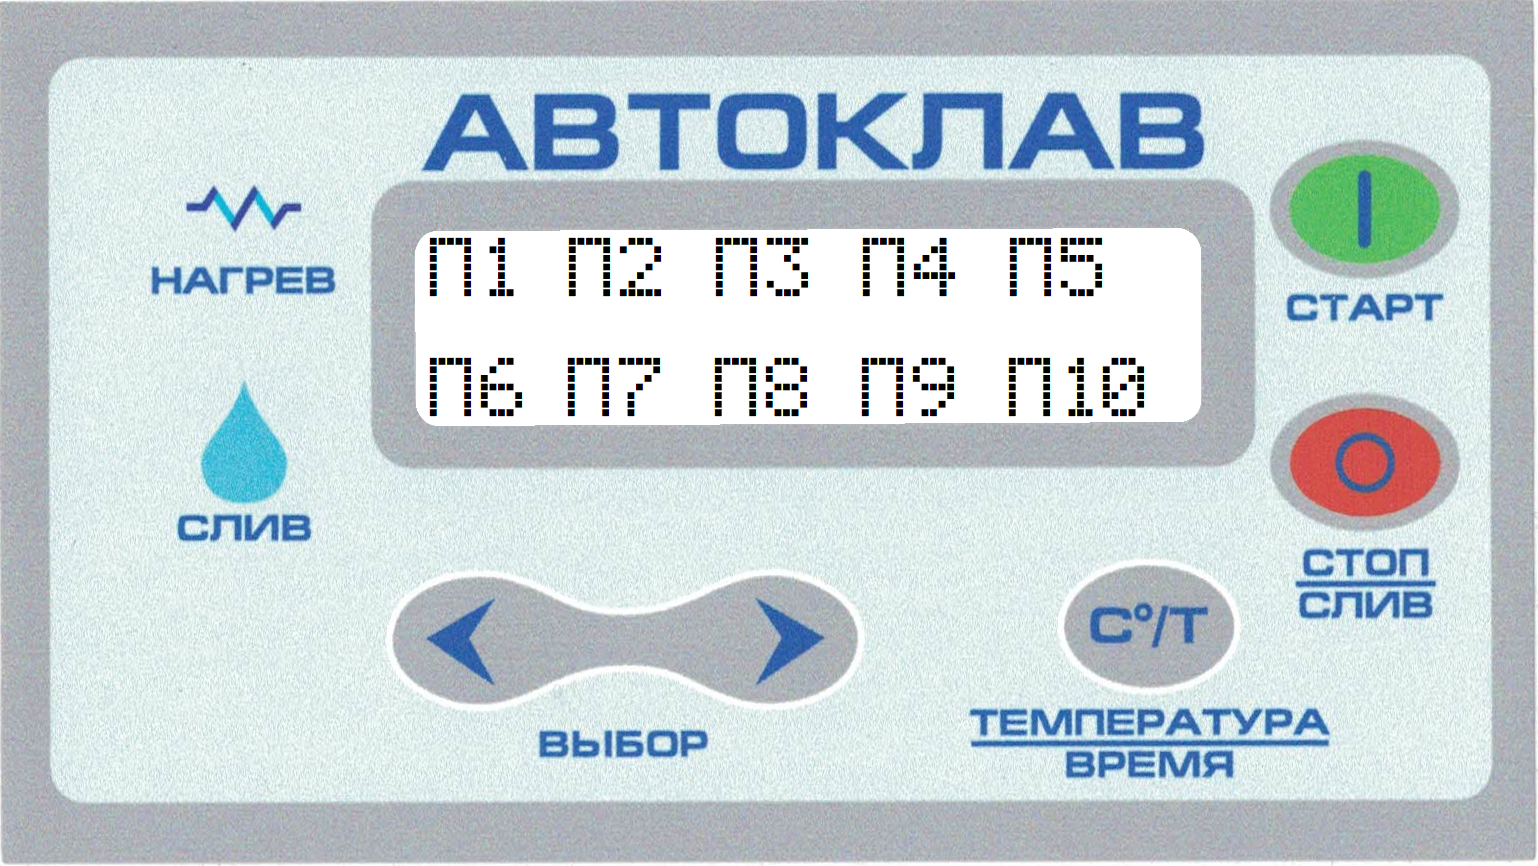 АВТОКЛАВ
НАГРЕВ
П1 П2 П3 П4 П5
П6 П7 П8 П9 П10
СТАРТ
СЛИВ
СТОП
СЛИВ
C°/T
ВЫБОР
ТЕМПЕРАТУРА
ВРЕМЯ